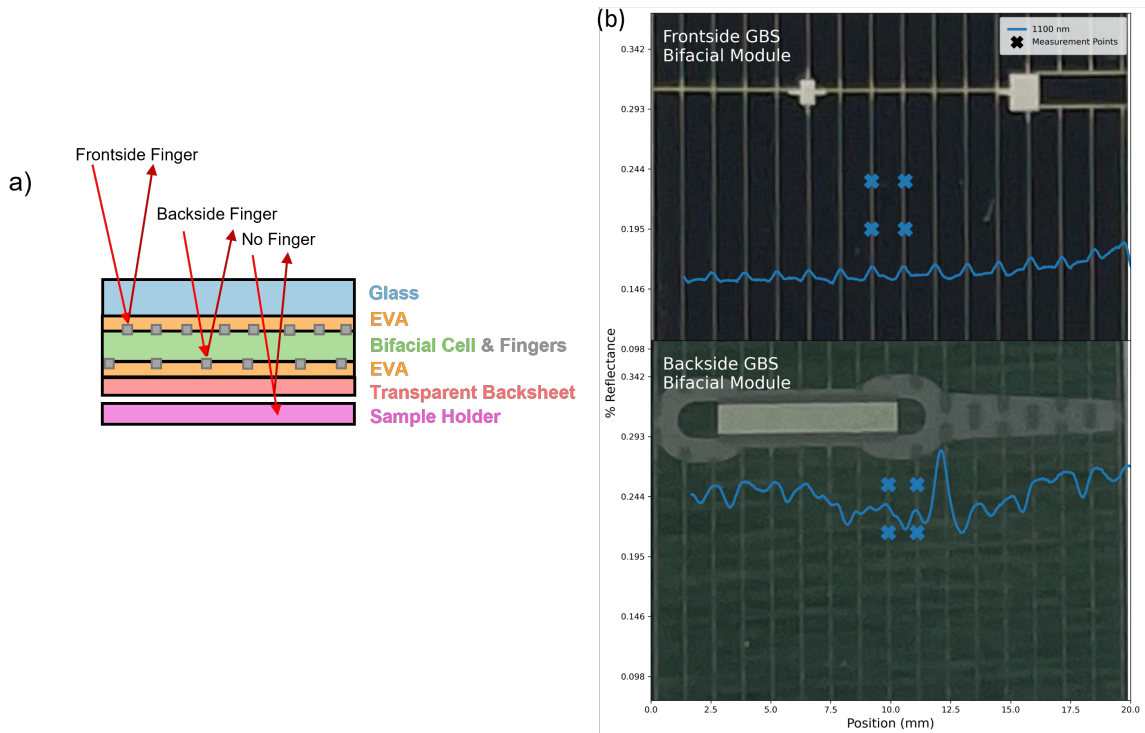 a)
Frontside Finger
Backside Finger
No Finger
Glass
EVA
Bifacial Cell & Fingers
EVA
Transparent Backsheet
Sample Holder
(b)
Frontside GBS
Bifacial Module
1100 nm
Measurement Points
0.342
0.293
0.244
0.195
0.146
0.098
% Reflectance
Backside GBS
Bifacial Module
0.342
0.293
0.244
0.195
0.146
0.098
0.0
2.5
5.0
7.5
10.0
12.5
15.0
17.5
20.0
Position (mm)